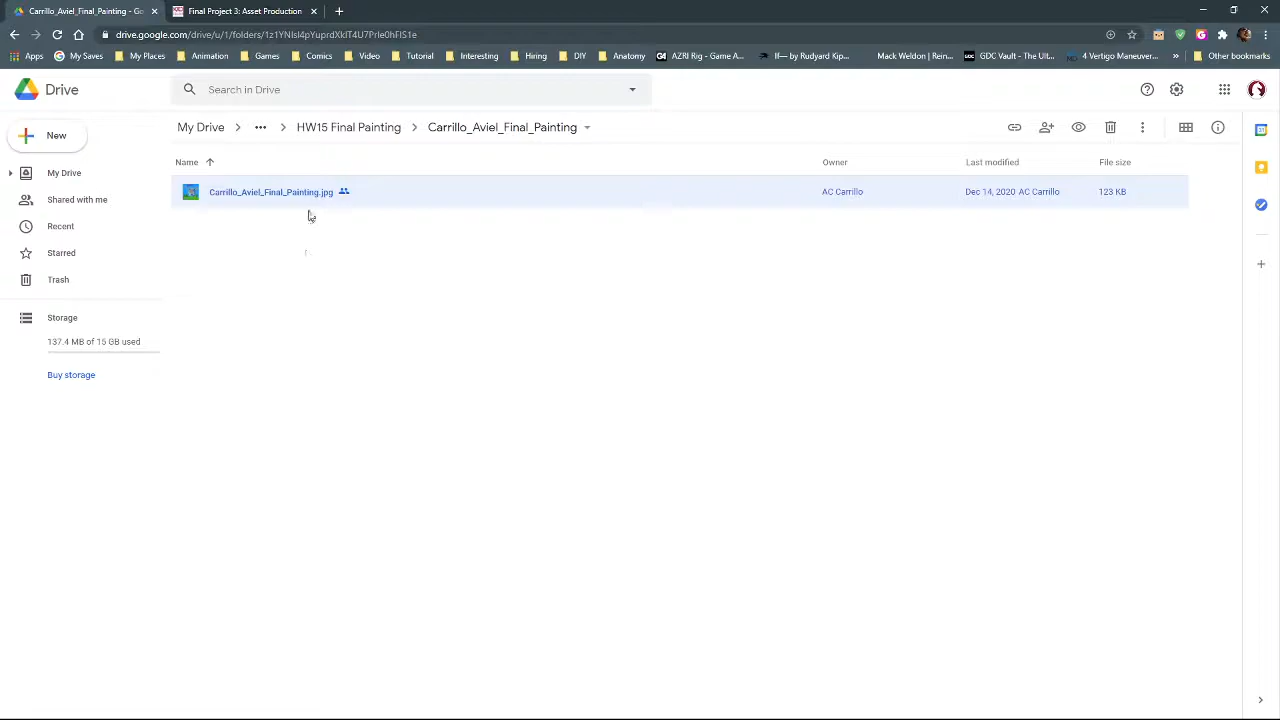 Carrillo_Aviel_Final_Painting - Go
Final Project 3: Asset Production
drive.google.com/drive/u/1/folders/1z1YNIsl4pYuprdXkIT4U7PrIe0hFIS1e
Apps
My Saves
My Places
Animation
Games
Comics
Video
Tutorial
Interesting
Hiring
DIY
Anatomy
AZRI Rig - Game A...
If— by Rudyard Kip...
Mack Weldon | Rein...
GDC Vault - The Ult...
4 Vertigo Maneuver...
»
Other bookmarks
Drive
Search in Drive
New
My Drive
•••
HW15 Final Painting
Carrillo_Aviel_Final_Painting
Name
Owner
Last modified
File size
My Drive
Carrillo_Aviel_Final_Painting.jpg
AC Carrillo
Dec 14, 2020 AC Carrillo
123 KB
Shared with me
Recent
Starred
Trash
Storage
137.4 MB of 15 GB used
Buy storage